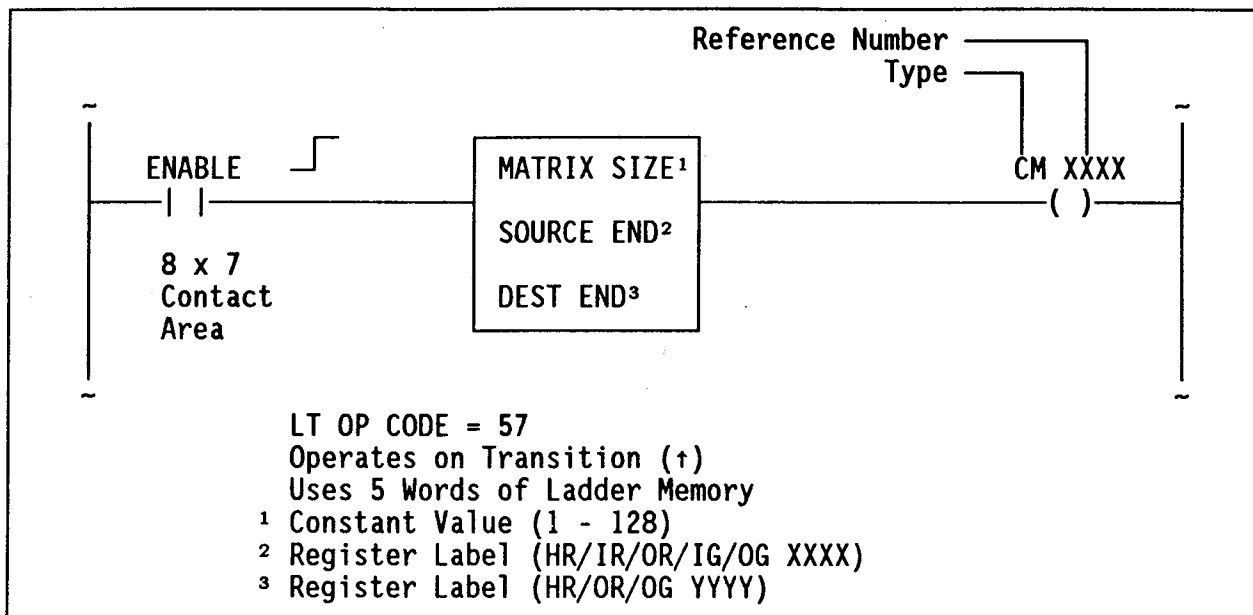 Reference Number
Type
~ ~
ENABLE
MATRIX SIZE¹
CM XXXX
( )
SOURCE END²
8 x 7
Contact
Area
DEST END³
~ ~
LT OP CODE = 57
Operates on Transition (↑)
Uses 5 Words of Ladder Memory
¹ Constant Value (1 - 128)
² Register Label (HR/IR/OR/IG/OG XXXX)
³ Register Label (HR/OR/OG YYYY)